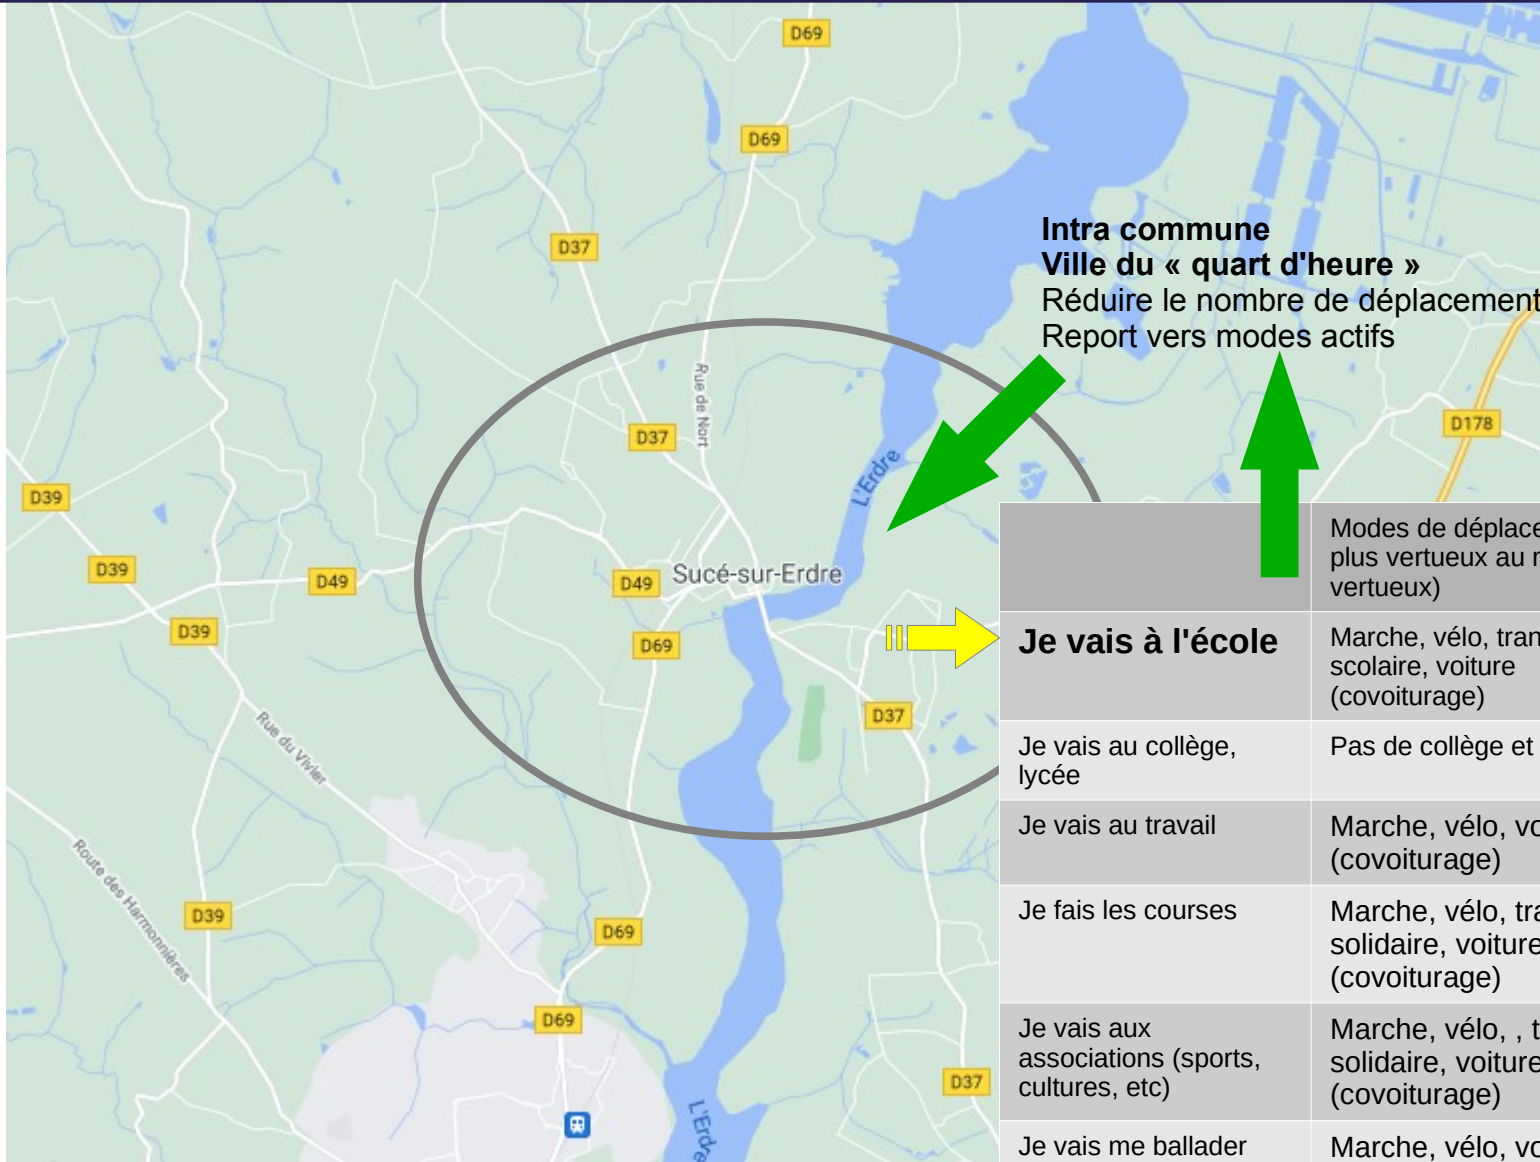 D69
D69
Intra commune
Ville du « quart d'heure »
Réduire le nombre de déplacement
Report vers modes actifs
D37
Rue de Nort
D178
D37
L'Erdre
D39
D39
D49
D49
Sucé-sur-Erdre
D39
D69
D37
Rue du Vivier
Route des Harmonnières
D39
D69
D69
D37
L'Erdre
Modes de
plus vertueux au
vertueux)
Je vais à l'école
Marche, vélo,
scolaire, voiture
(covoiturage)
Je vais au collège,
lycée
Pas de collège et
Je vais au travail
Marche, vélo,
(covoiturage)
Je fais les courses
Marche, vélo,
solidaire, voiture
(covoiturage)
Je vais aux
associations (sports,
cultures, etc)
Marche, vélo, ,
solidaire, voiture
(covoiturage)
Je vais me ballader
Marche, vélo,